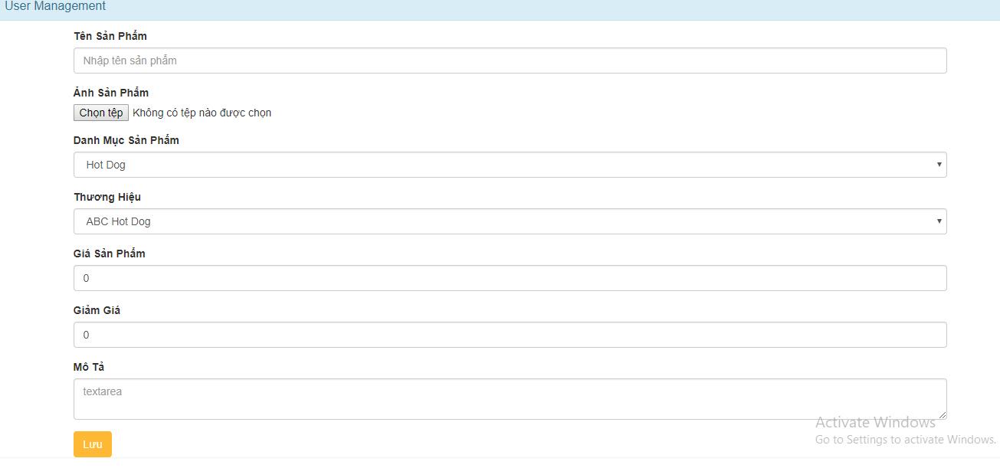 User Management
Tên Sản Phẩm
Nhập tên sản phẩm
Ảnh Sản Phẩm
Chọn tệp Không có tệp nào được chọn
Danh Mục Sản Phẩm
Hot Dog
Thương Hiệu
ABC Hot Dog
Giá Sản Phẩm
0
Giảm Giá
0
Mô Tả
textarea
Lưu
Activate Windows
Go to Settings to activate Windows.